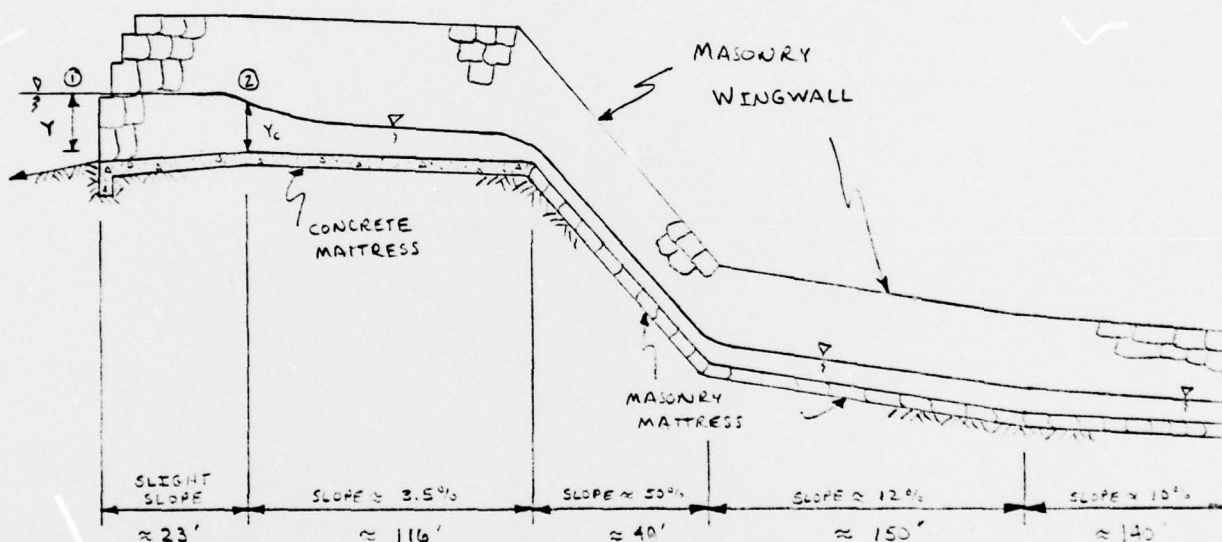 MASONRY
WINGWALL
①
②
Y
Yc
CONCRETE
MATTRESS
MASONRY
MATTRESS
SLIGHT
SLOPE
SLOPE ≈ 3.5%
SLOPE ≈ 50%
SLOPE ≈ 12%
SLOPE ≈ 10%
≈ 23'
≈ 116'
≈ 40'
≈ 150'
≈ 140'